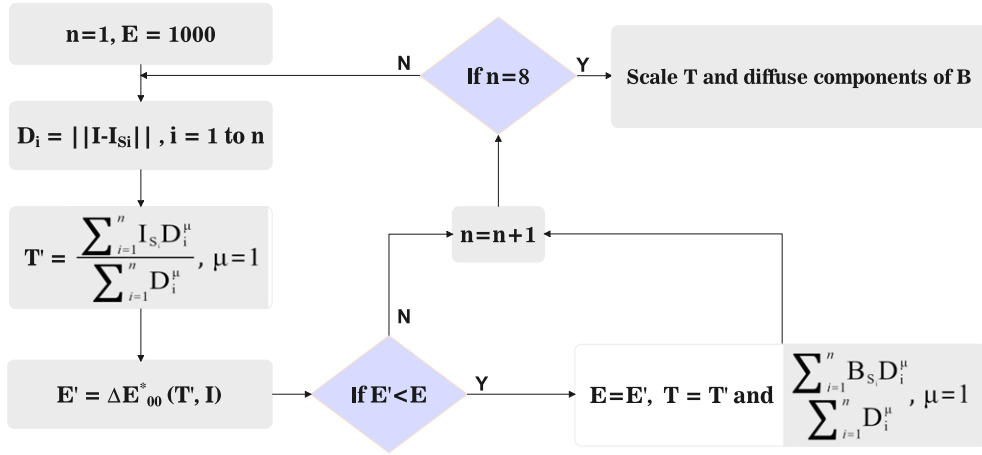 n=1, E = 1000
N
If n=8
Y
Scale T and diffuse components of B
Dᵢ = ||I-I_Si|| , i = 1 to n
T' = ∑ⁿᵢ₌₁ I_Sᵢ Dᵢ^μ / ∑ⁿᵢ₌₁ Dᵢ^μ , μ=1
n=n+1
N
E' = ΔE*₀₀ (T', I)
If E'<E
Y
E=E', T = T' and ∑ⁿᵢ₌₁ B_Sᵢ Dᵢ^μ ∑ⁿᵢ₌₁ Dᵢ^μ , μ=1